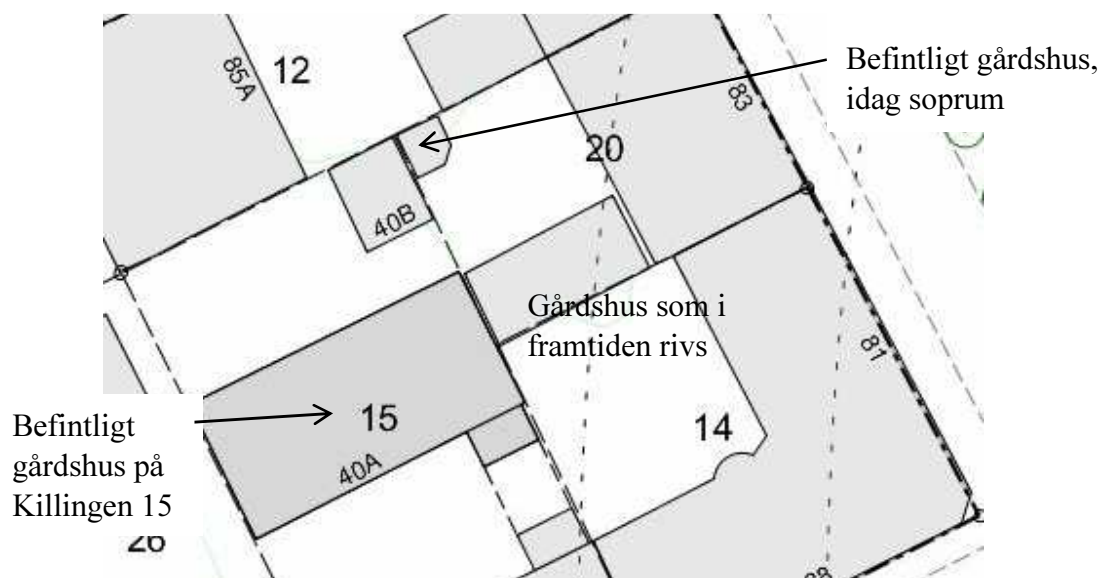 Befintligt gårdshus,
idag soprum
85A
12
83
20
40B
Gårdshus som i
framtiden rivs
81
Befintligt
gårdshus på
Killingen 15
15
14
40A
26